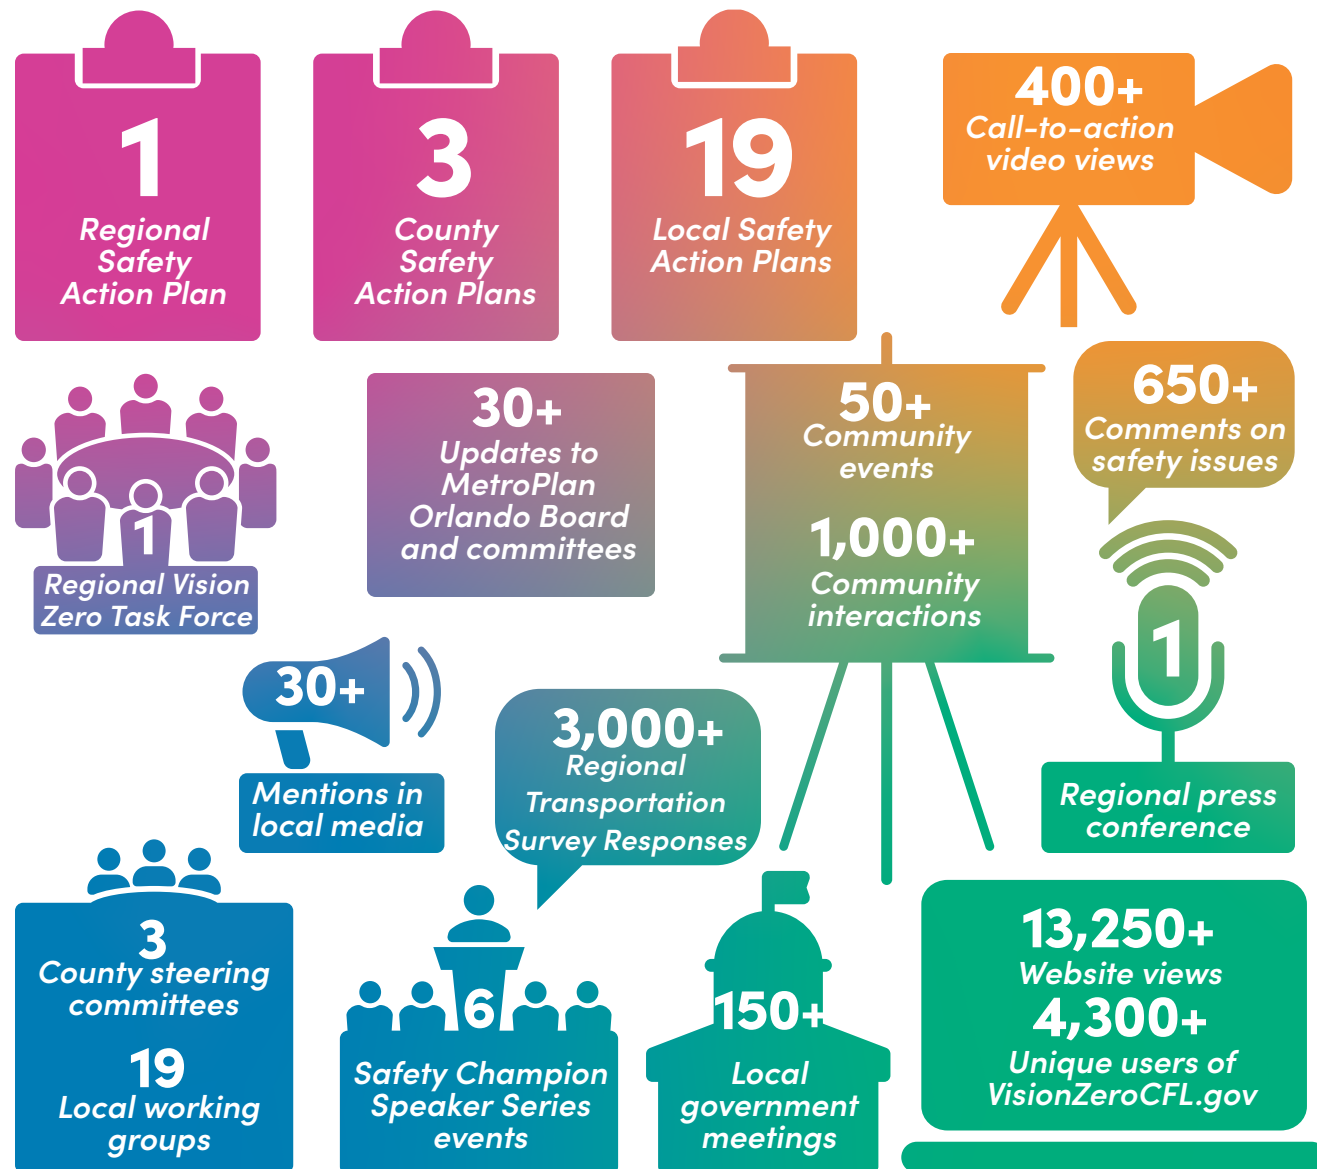 1
Regional
Safety
Action Plan
3
County
Safety
Action Plans
19
Local Safety
Action Plans
400+
Call-to-action
video views
1
Regional Vision
Zero Task Force
30+
Updates to
MetroPlan
Orlando Board
and committees
50+
Community
events
1,000+
Community
interactions
650+
Comments on
safety issues
1
Regional press
conference
30+
Mentions in
local media
3,000+
Regional
Transportation
Survey Responses
3
County steering
committees
19
Local working
groups
6
Safety Champion
Speaker Series
events
150+
Local
government
meetings
13,250+
Website views
4,300+
Unique users of
VisionZeroCFL.gov